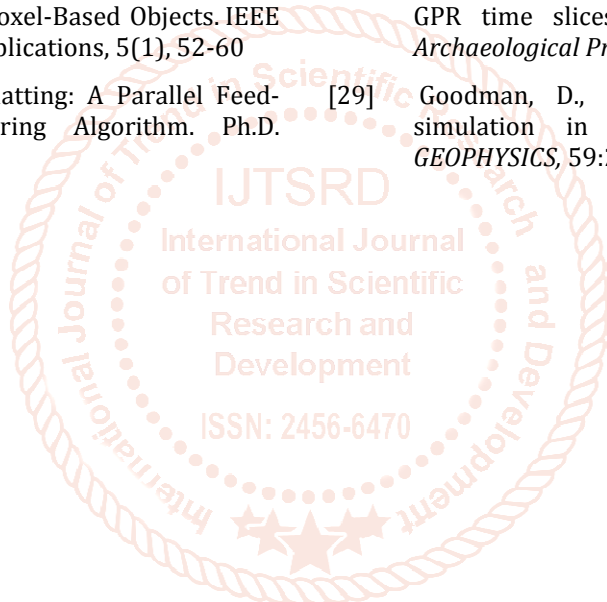 oxel-Based Objects. IEEE
plications, 5(1), 52-60
atting: A Parallel Feed-
ring Algorithm. Ph.D.
GPR time slices
Archaeological Pr
[29] Goodman, D.,
simulation in
GEOPHYSICS, 59:2
International Journal of Trend in Scientific Research and Development
IJTSRD
International Journal
of Trend in Scientific
Research and
Development
ISSN: 2456-6470